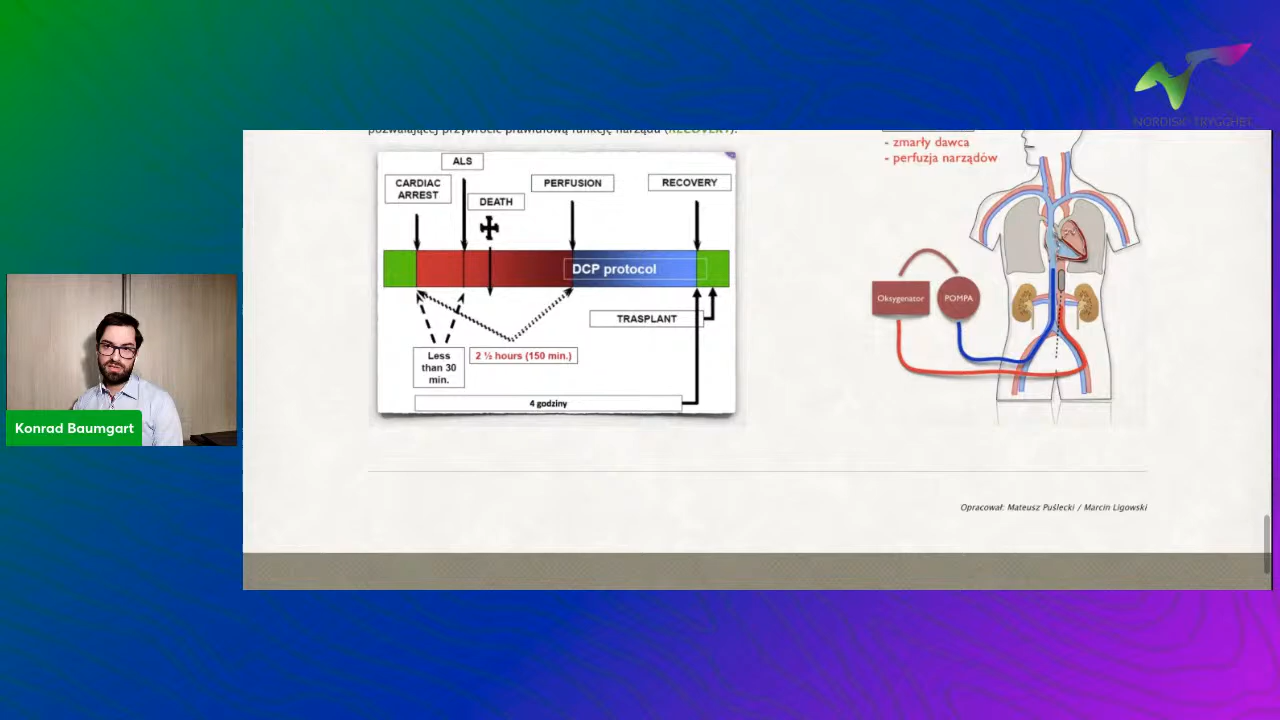 NORDISK TRYGGHET
pozwalającej przywrócić prawidłową funkcję narządu (RECOVERY).
- zmarły dawca
- perfuzja narządów
ALS
CARDIAC
ARREST
DEATH
PERFUSION
RECOVERY
DCP protocol
TRASPLANT
Less
than 30
min.
2 ½ hours (150 min.)
4 godziny
Oksygenator
POMPA
Konrad Baumgart
Opracował: Mateusz Puślecki / Marcin Ligowski